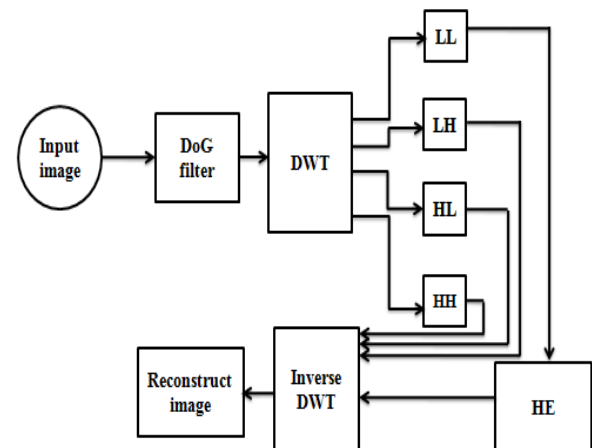 Input
image
DoG
filter
DWT
LL
LH
HL
HH
Reconstruct
image
Inverse
DWT
HE